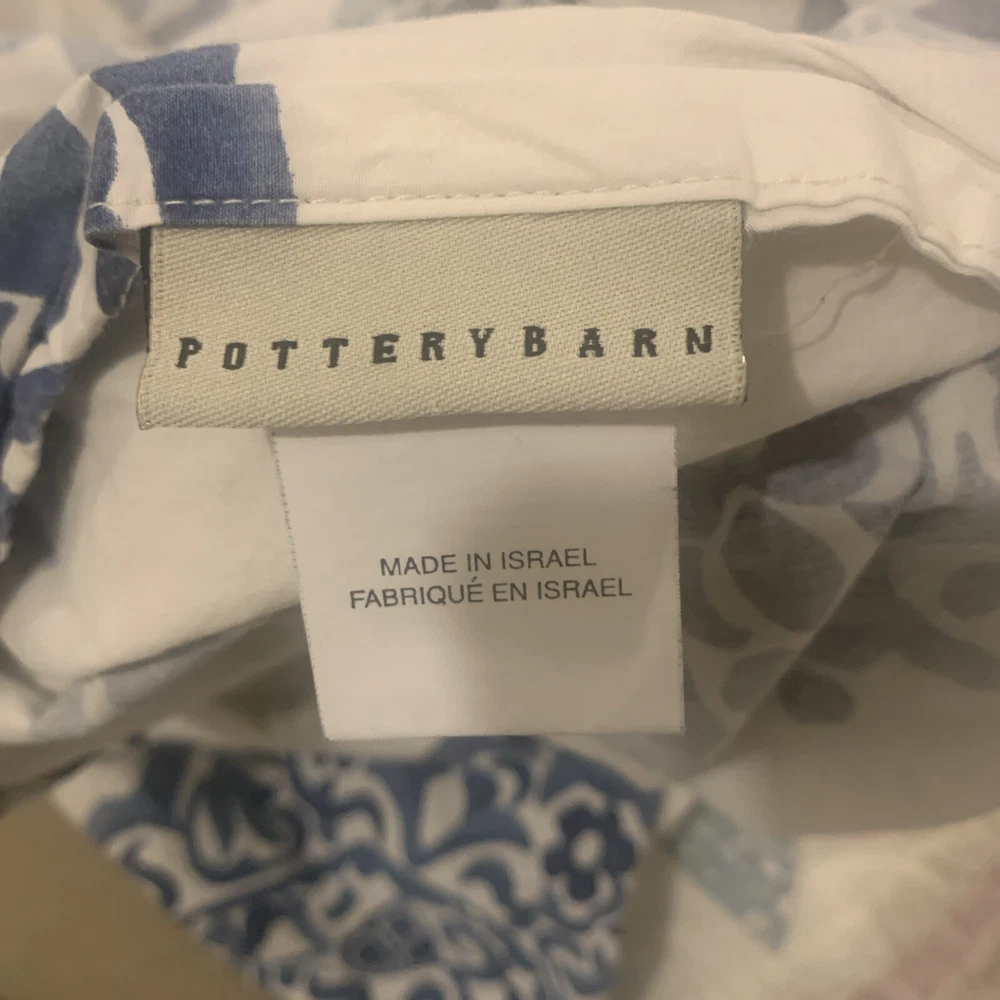 POTTERYBARN
MADE IN ISRAEL
FABRIQUÉ EN ISRAEL